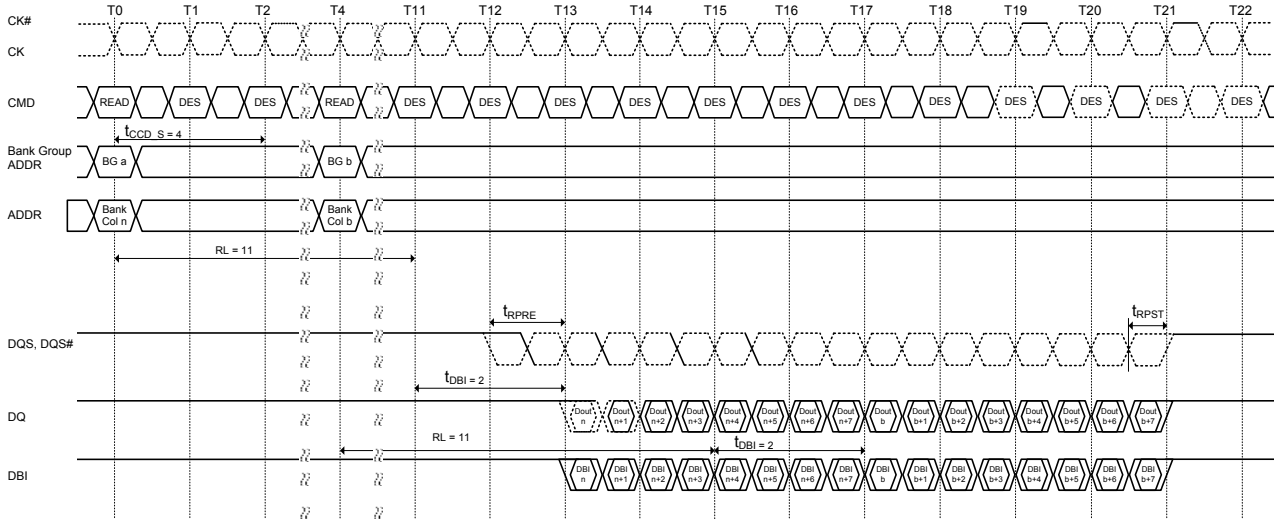 T0 T1 T2 T4 T11 T12 T13 T14 T15 T16 T17 T18 T19 T20 T21 T22
CK#
CK
CMD READ DES DES READ DES DES DES DES DES DES DES DES DES DES DES DES
tCCD_S = 4
Bank Group
ADDR
BG a BG b
ADDR
Bank
Col n
Bank
Col b
RL = 11
tRPRE tRPST
DQS, DQS#
tDBI = 2
DQ
Dout
n
Dout
n+1
Dout
n+2
Dout
n+3
Dout
n+4
Dout
n+5
Dout
n+6
Dout
n+7
Dout
b
Dout
b+1
Dout
b+2
Dout
b+3
Dout
b+4
Dout
b+5
Dout
b+6
Dout
b+7
RL = 11 tDBI = 2
DBI
DBI
n
DBI
n+1
DBI
n+2
DBI
n+3
DBI
n+4
DBI
n+5
DBI
n+6
DBI
n+7
DBI
b
DBI
b+1
DBI
b+2
DBI
b+3
DBI
b+4
DBI
b+5
DBI
b+6
DBI
b+7